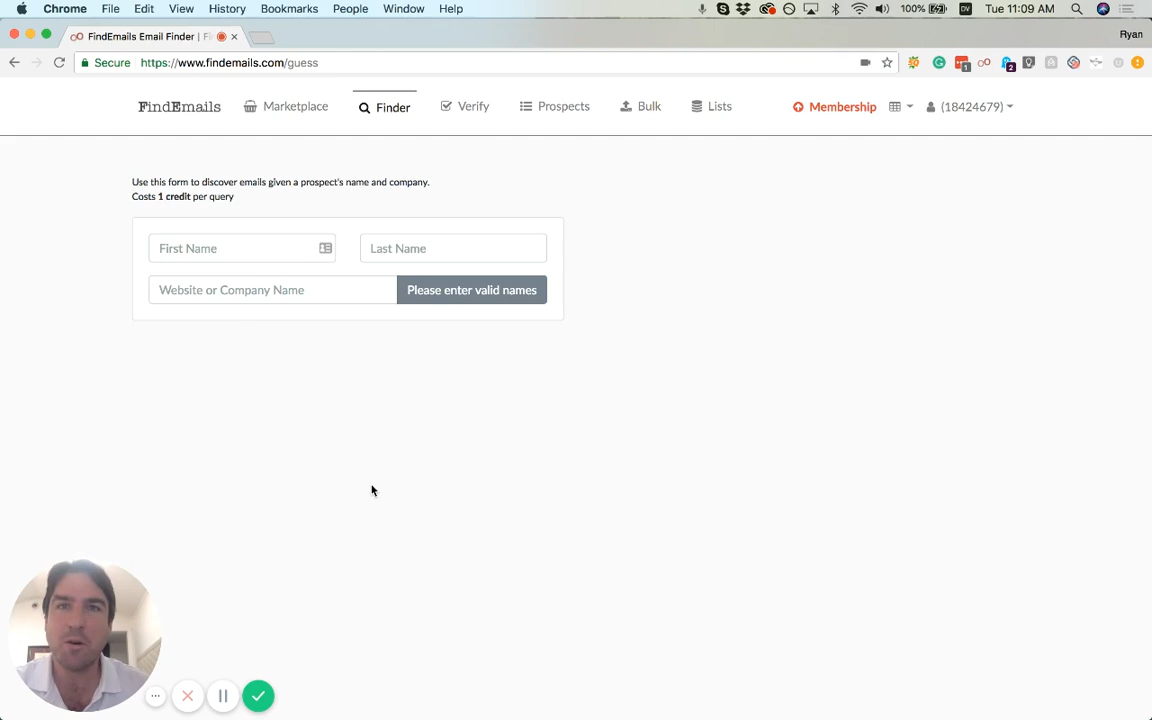 Chrome File Edit View History Bookmarks People Window Help 100% DV Tue 11:09 AM
FindEmails Email Finder | Ryan
Secure https://www.findemails.com/guess 1 2
FindEmails Marketplace Finder Verify Prospects Bulk Lists Membership (18424679)
Use this form to discover emails given a prospect's name and company.
Costs 1 credit per query
First Name Last Name
Website or Company Name Please enter valid names